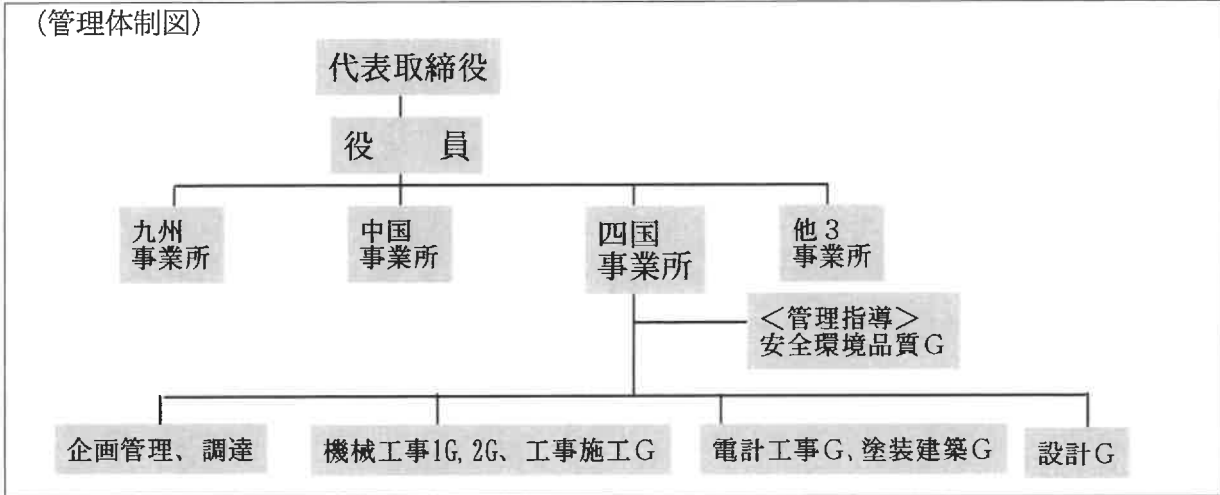 (管理体制図)
代表取締役
役 員
九州
事業所
中国
事業所
四国
事業所
他3
事業所
<管理指導>
安全環境品質G
企画管理、調達
機械工事1G,2G、工事施工G
電計工事G、塗装建築G
設計G